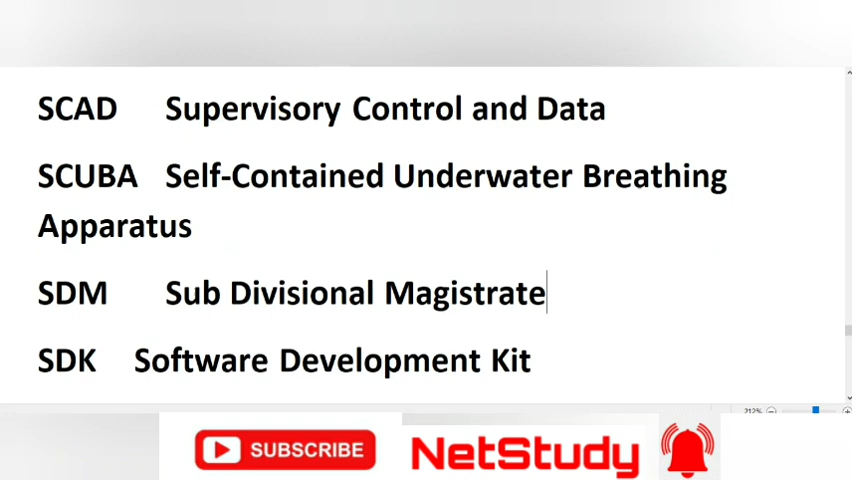 SCAD Supervisory Control and Data
SCUBA Self-Contained Underwater Breathing
Apparatus
SDM Sub Divisional Magistrate
SDK Software Development Kit
212%
SUBSCRIBE NetStudy